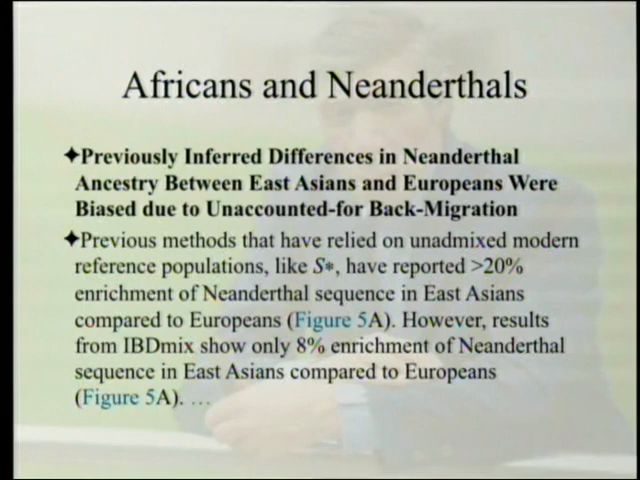 Africans and Neanderthals
✦Previously Inferred Differences in Neanderthal
Ancestry Between East Asians and Europeans Were
Biased due to Unaccounted-for Back-Migration
✦Previous methods that have relied on unadmixed modern
reference populations, like S*, have reported >20%
enrichment of Neanderthal sequence in East Asians
compared to Europeans (Figure 5A). However, results
from IBDmix show only 8% enrichment of Neanderthal
sequence in East Asians compared to Europeans
(Figure 5A). …